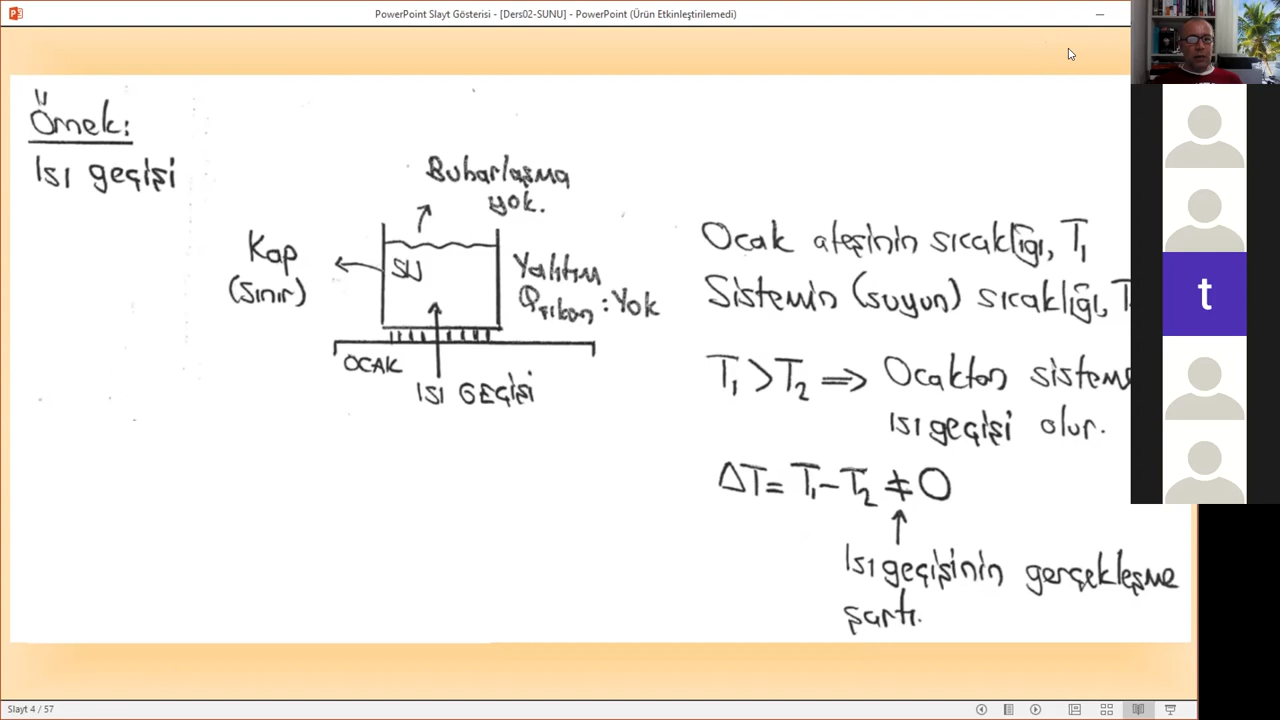 PowerPoint Slayt Gösterisi - [Ders02-SUNU] - PowerPoint (Ürün Etkinleştirilemedi)
Örnek:
Isı geçişi
Buharlaşma
yok.
Kap
(Sınır)
SU
Yalıtım
Qçıkan : Yok
OCAK
ISI GEÇİŞİ
Ocak ateşinin sıcaklığı, T1
Sistemin (suyun) sıcaklığı, T
T1 > T2 ⟹ Ocaktan sisteme
ısı geçişi olur.
ΔT = T1 - T2 ≠ 0
Isı geçişinin gerçekleşme
şartı.
t
Slayt 4 / 57